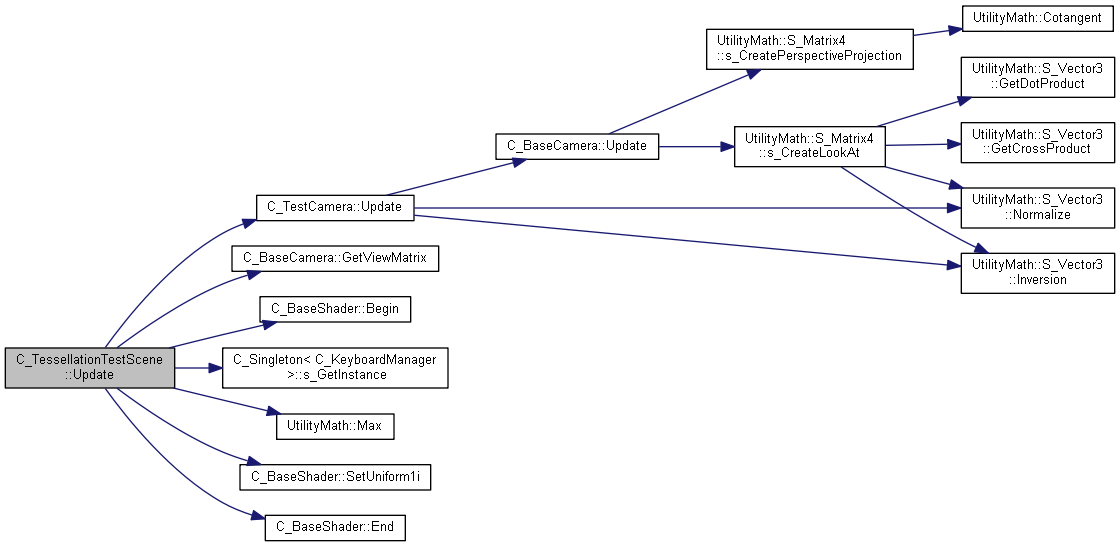 C_TessellationTestScene
::Update
C_TestCamera::Update
C_BaseCamera::GetViewMatrix
C_BaseShader::Begin
C_Singleton< C_KeyboardManager
>::s_GetInstance
UtilityMath::Max
C_BaseShader::SetUniform1i
C_BaseShader::End
C_BaseCamera::Update
UtilityMath::S_Matrix4
::s_CreatePerspectiveProjection
UtilityMath::S_Matrix4
::s_CreateLookAt
UtilityMath::Cotangent
UtilityMath::S_Vector3
::GetDotProduct
UtilityMath::S_Vector3
::GetCrossProduct
UtilityMath::S_Vector3
::Normalize
UtilityMath::S_Vector3
::Inversion